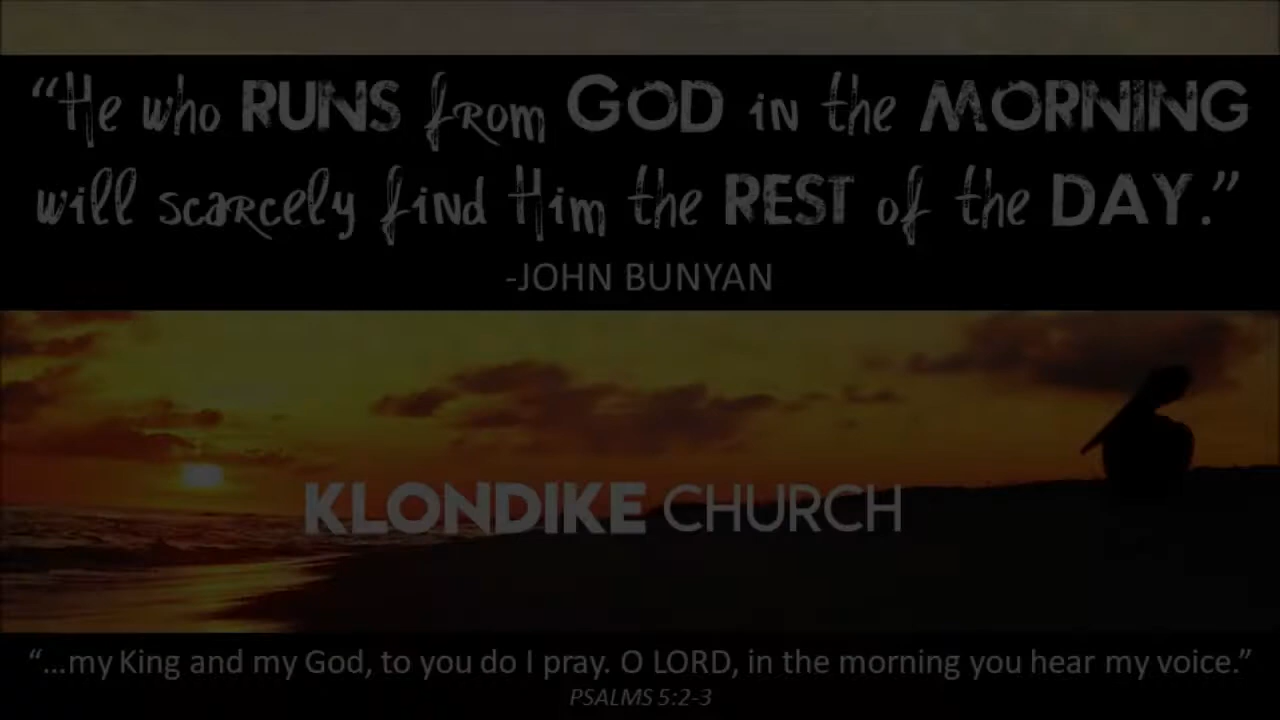 “He who RUNS from GOD in the MORNING
will scarcely find Him the REST of the DAY.”
-JOHN BUNYAN
KLONDIKE CHURCH
“...my King and my God, to you do I pray. O LORD, in the morning you hear my voice.”
PSALMS 5:2-3